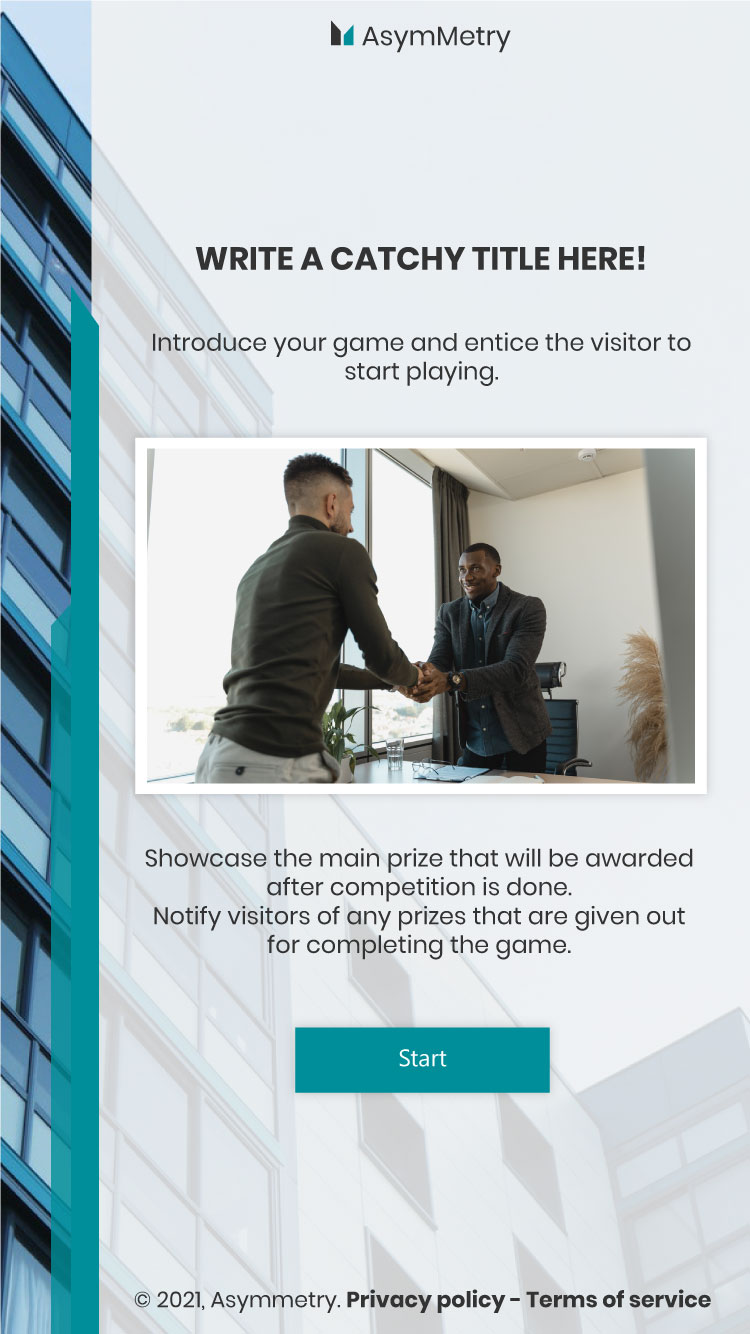 AsymMetry
WRITE A CATCHY TITLE HERE!
Introduce your game and entice the visitor to
start playing.
Showcase the main prize that will be awarded
after competition is done.
Notify visitors of any prizes that are given out
for completing the game.
Start
© 2021, Asymmetry. Privacy policy - Terms of service